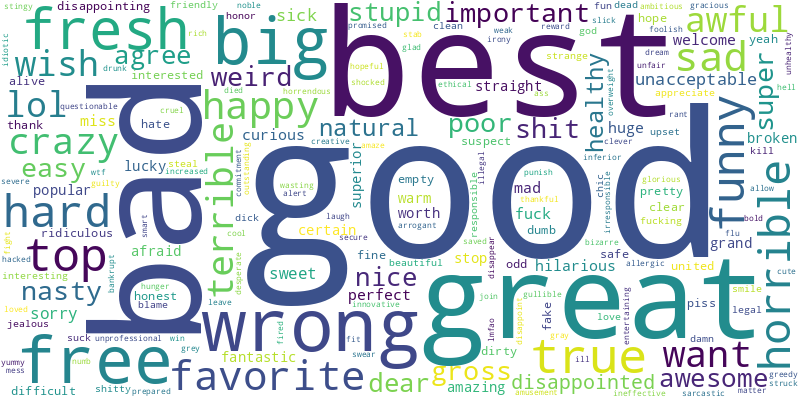 stingy
disappointing
friendly
noble
honor
sick
stupid
important
ambitious
gracious
awful
fresh
rich
promised
clean
weak
reward
fun
dead
slick
foolish
idiotic
agree
big
best
glad
irony
god
hope
welcome
yeah
wish
drunk
interested
weird
hopeful
shocked
horrendous
stab
strange
dream
unfair
sad
super
unhealthy
alive
died
ethical
straight
ass
unacceptable
hell
lol
questionable
cruel
happy
healthy
overweight
appreciate
thank
miss
hate
curious
natural
creative
amaze
poor
shit
huge
upset
rant
broken
crazy
bad
lucky
steal
outstanding
commitment
suspect
clever
kill
easy
wtf
increased
superior
illegal
inferior
funny
severe
guilty
terrible
wasting
alert
empty
good
punish
chic
irresponsible
glorious
pretty
allow
popular
smart
dick
laugh
warm
worth
responsible
mad
thankful
clear
bold
hard
ridiculous
cool
certain
secure
arrogant
fuck
dumb
fucking
flu
grand
fight
hacked
afraid
desperate
fine
beautiful
saved
stop
disappear
bizarre
safe
top
interesting
hunger
bankrupt
honest
leave
sweet
nice
odd
hilarious
allergic
united
cute
horrible
nasty
loved
blame
perfect
innovative
great
join
gullible
fake
entertaining
love
piss
smile
legal
jealous
sorry
wrong
lmfao
disappoint
gray
damn
suck
unprofessional
win
fired
fit
dirty
true
want
yummy
free
numb
grey
fantastic
swear
gross
ill
greedy
mess
shitty
prepared
favorite
dear
amazing
disappointed
awesome
struck
difficult
amusement
ineffective
sarcastic
matter